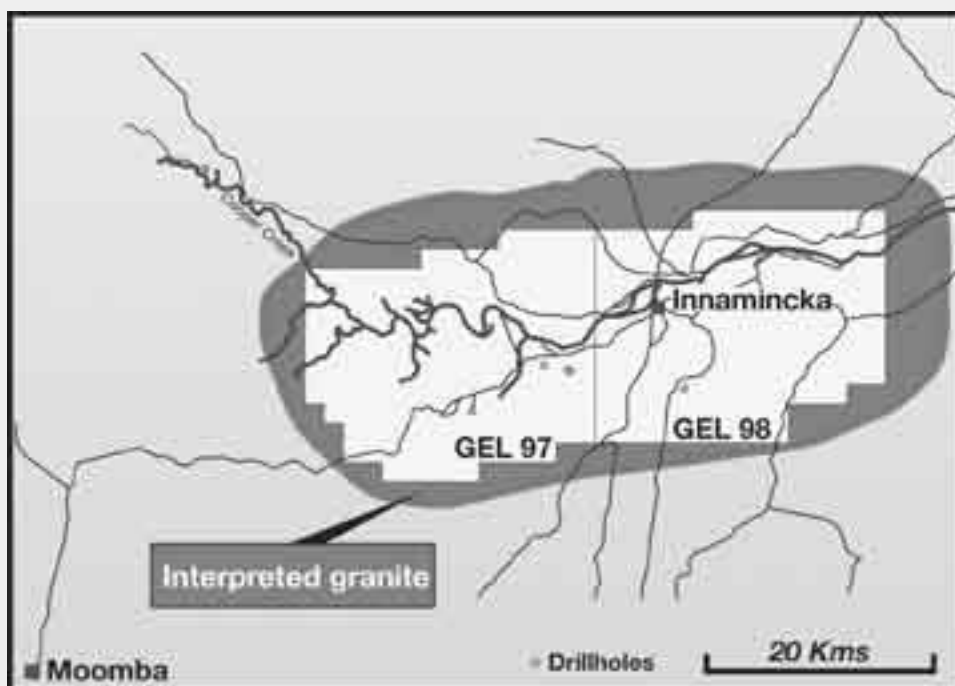 Innamincka
GEL 97
GEL 98
Interpreted granite
Moomba
Drillholes
20 Kms